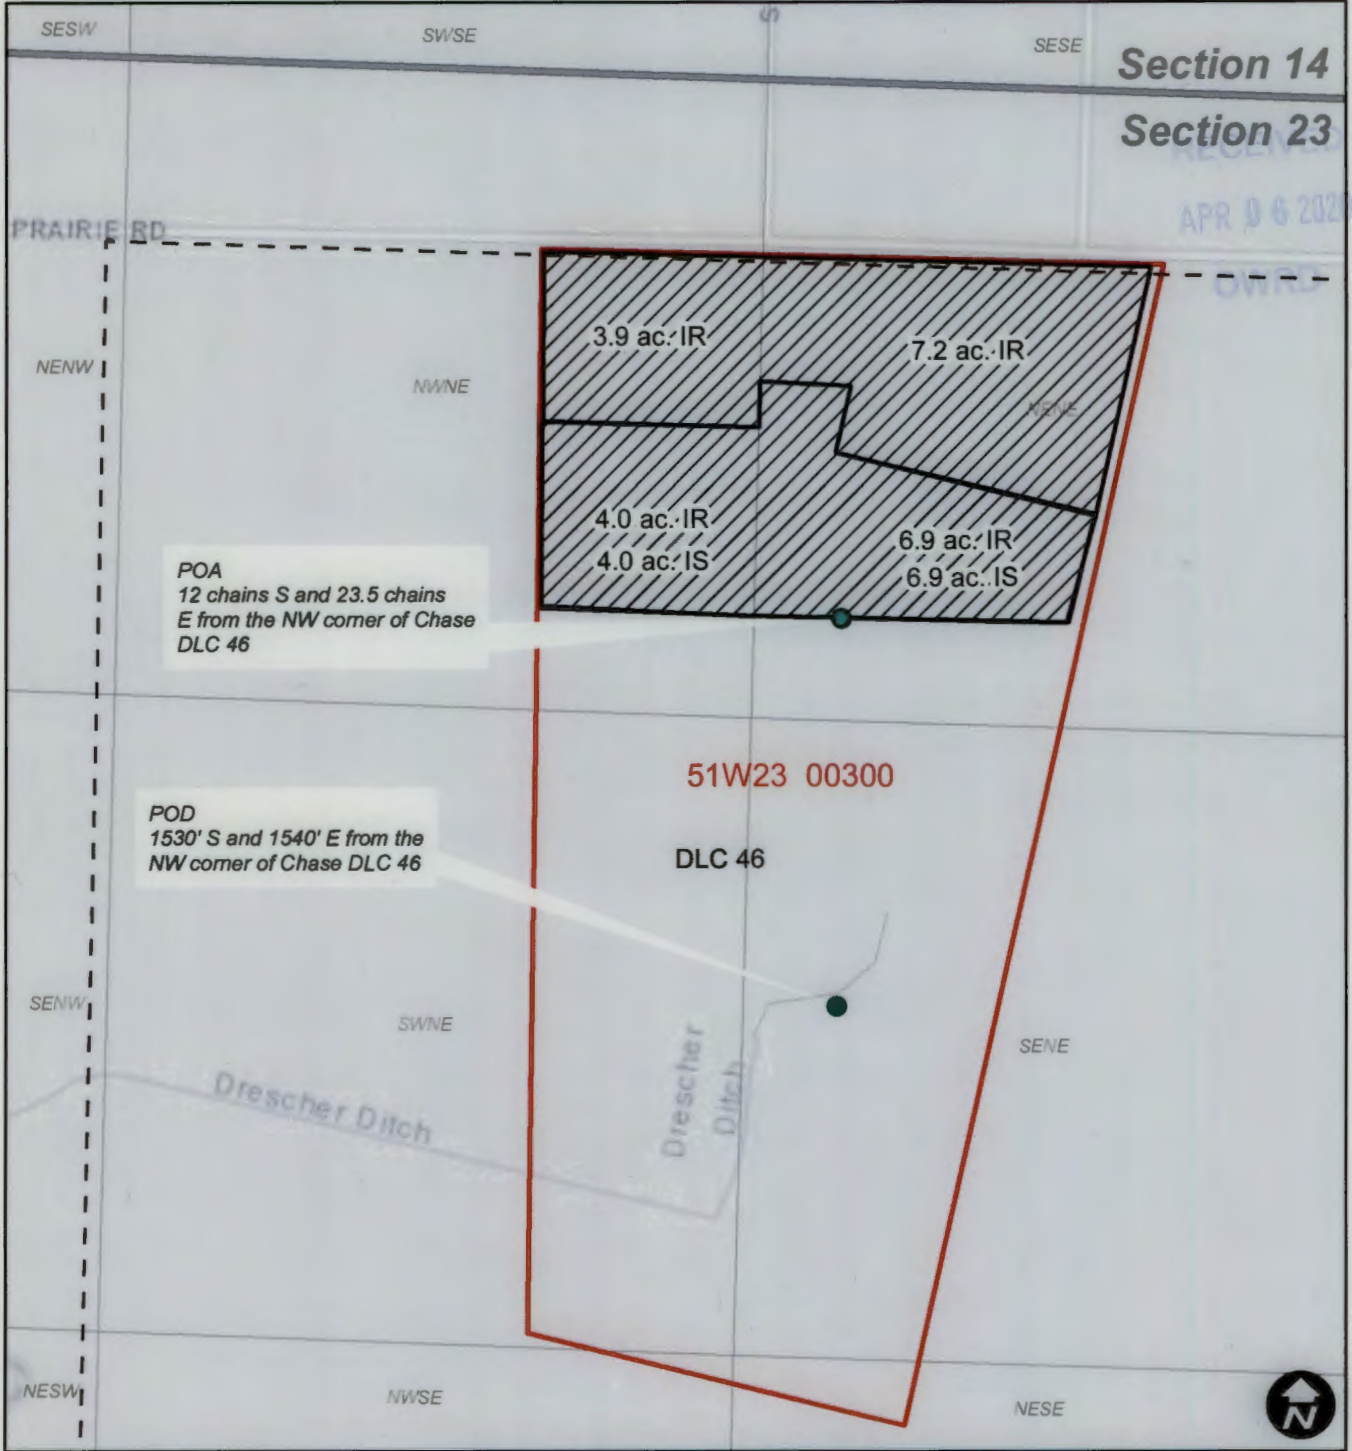 SESW
SWSE
S
SESE
Section 14
Section 23
RECEIVED
APR 06 2020
OWRD
PRAIRIE RD
3.9 ac. IR
7.2 ac. IR
NENW
NWNE
NENE
4.0 ac. IR
4.0 ac. IS
6.9 ac. IR
6.9 ac. IS
POA
12 chains S and 23.5 chains
E from the NW corner of Chase
DLC 46
51W23 00300
POD
1530' S and 1540' E from the
NW corner of Chase DLC 46
DLC 46
SENW
SWNE
SENE
Drescher
Ditch
Drescher Ditch
NESW
NWSE
NESE
N